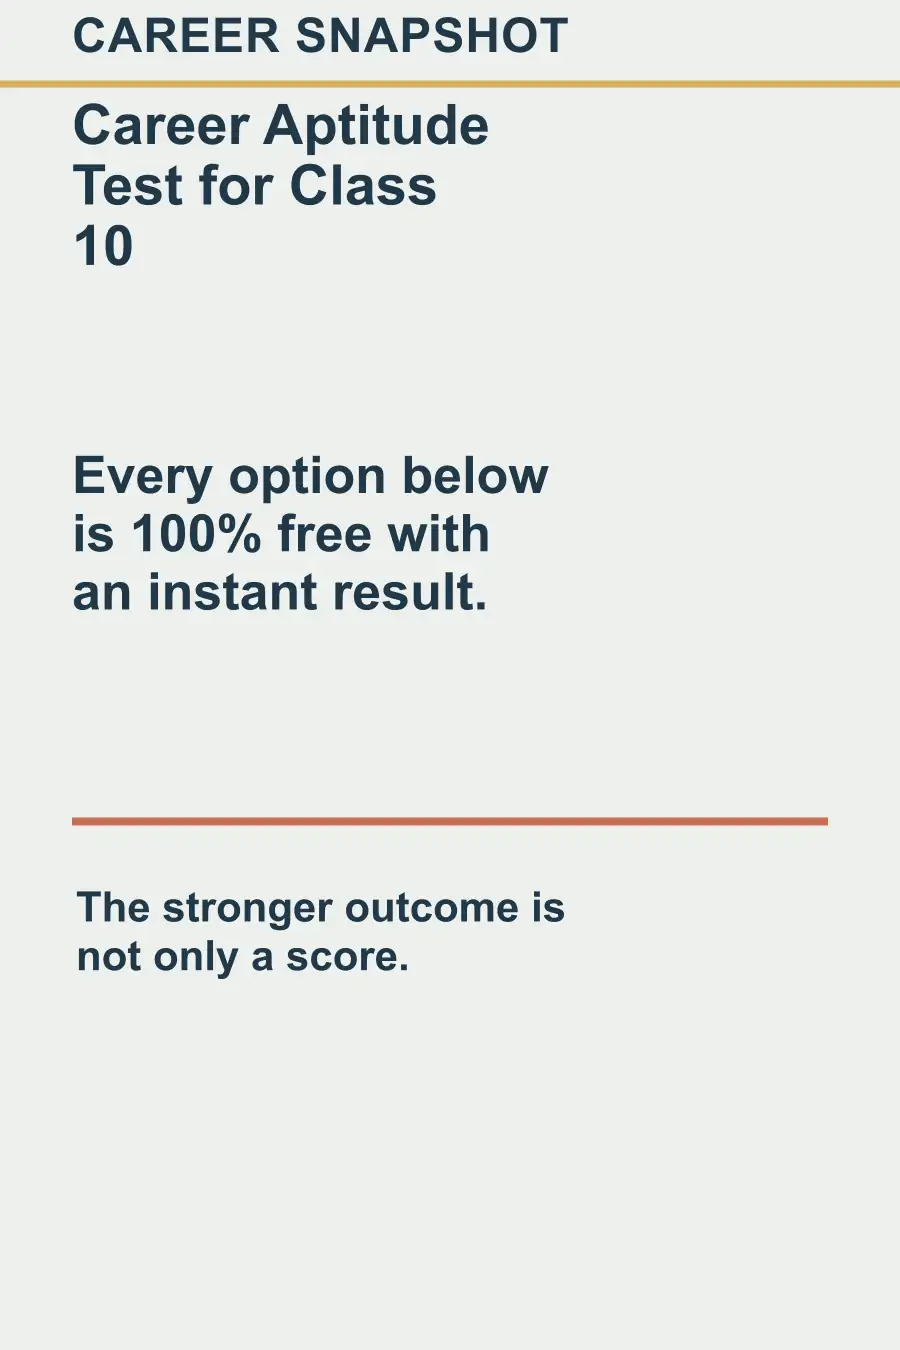 CAREER SNAPSHOT
Career Aptitude
Test for Class
10
Every option below
is 100% free with
an instant result.
The stronger outcome is
not only a score.